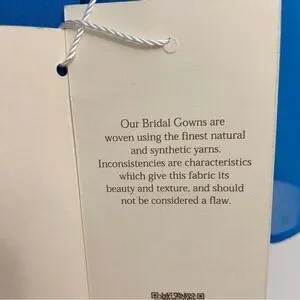 Our Bridal Gowns are
woven using the finest natural
and synthetic yarns.
Inconsistencies are characteristics
which give this fabric its
beauty and texture, and should
not be considered a flaw.